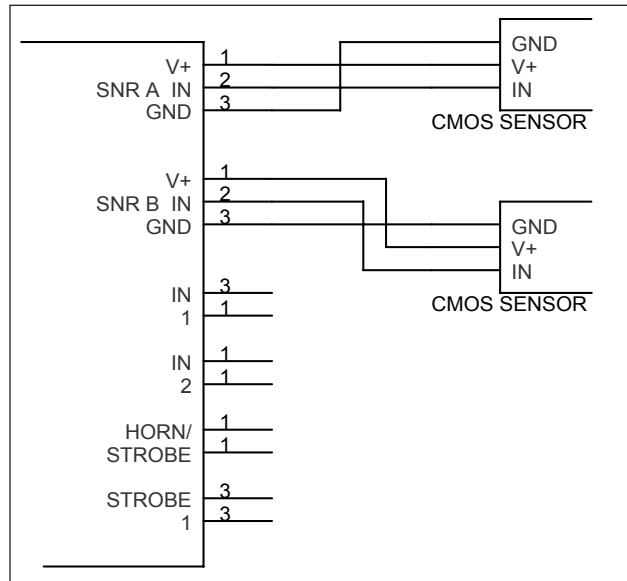 V+ 1
SNR A IN 2
GND 3
GND
V+
IN
CMOS SENSOR
V+ 1
SNR B IN 2
GND 3
GND
V+
IN
CMOS SENSOR
IN 3
1 1
IN 1
2 1
HORN/ 1
STROBE 1
STROBE 3
1 3